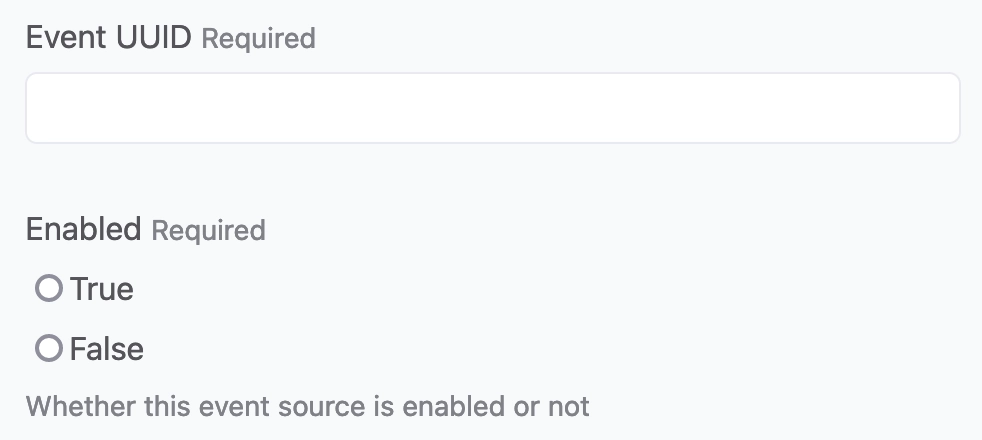 Event UUID Required
Enabled Required
True
False
Whether this event source is enabled or not